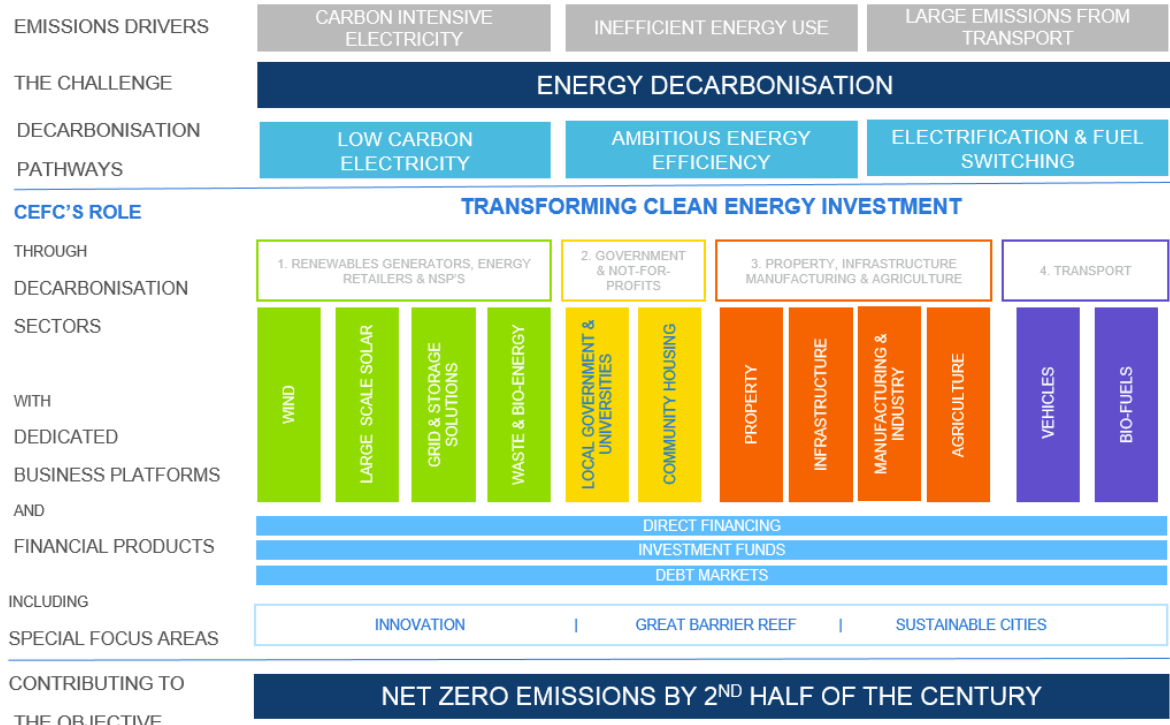 EMISSIONS DRIVERS
CARBON INTENSIVE
ELECTRICITY
INEFFICIENT ENERGY USE
LARGE EMISSIONS FROM
TRANSPORT
THE CHALLENGE
ENERGY DECARBONISATION
DECARBONISATION
PATHWAYS
LOW CARBON
ELECTRICITY
AMBITIOUS ENERGY
EFFICIENCY
ELECTRIFICATION & FUEL
SWITCHING
CEFC'S ROLE
TRANSFORMING CLEAN ENERGY INVESTMENT
THROUGH
DECARBONISATION
SECTORS
1. RENEWABLES GENERATORS, ENERGY
RETAILERS & NSP'S
2. GOVERNMENT
& NOT-FOR-
PROFITS
3. PROPERTY, INFRASTRUCTURE
MANUFACTURING & AGRICULTURE
4. TRANSPORT
WITH
DEDICATED
BUSINESS PLATFORMS
WIND
LARGE SCALE SOLAR
GRID & STORAGE
SOLUTIONS
WASTE & BIO-ENERGY
LOCAL GOVERNMENT &
UNIVERSITIES
COMMUNITY HOUSING
PROPERTY
INFRASTRUCTURE
MANUFACTURING &
INDUSTRY
AGRICULTURE
VEHICLES
BIO-FUELS
AND
FINANCIAL PRODUCTS
DIRECT FINANCING
INVESTMENT FUNDS
DEBT MARKETS
INCLUDING
SPECIAL FOCUS AREAS
INNOVATION | GREAT BARRIER REEF | SUSTAINABLE CITIES
CONTRIBUTING TO
THE OBJECTIVE
NET ZERO EMISSIONS BY 2ND HALF OF THE CENTURY